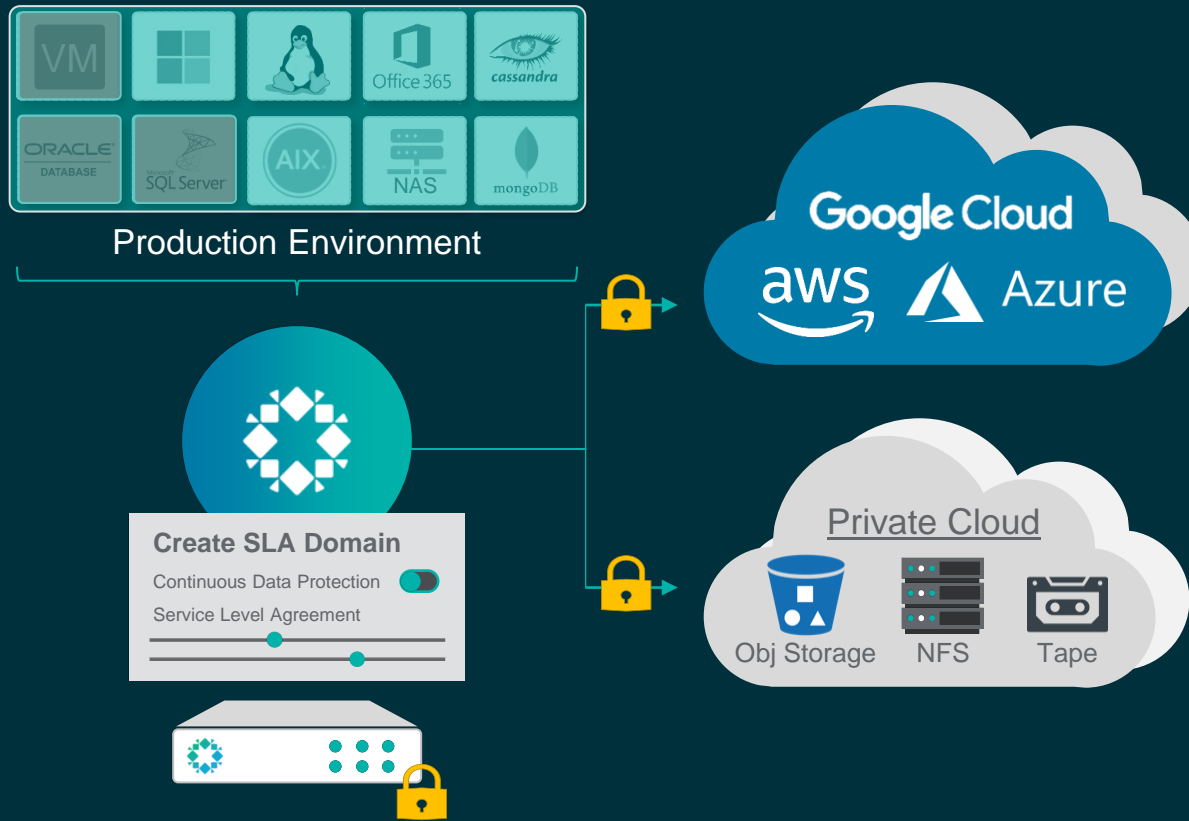 VM
Office 365
cassandra
ORACLE
DATABASE
Microsoft
SQL Server
AIX
NAS
mongoDB
Production Environment
Google Cloud
aws
Azure
Create SLA Domain
Continuous Data Protection
Service Level Agreement
Private Cloud
Obj Storage
NFS
Tape